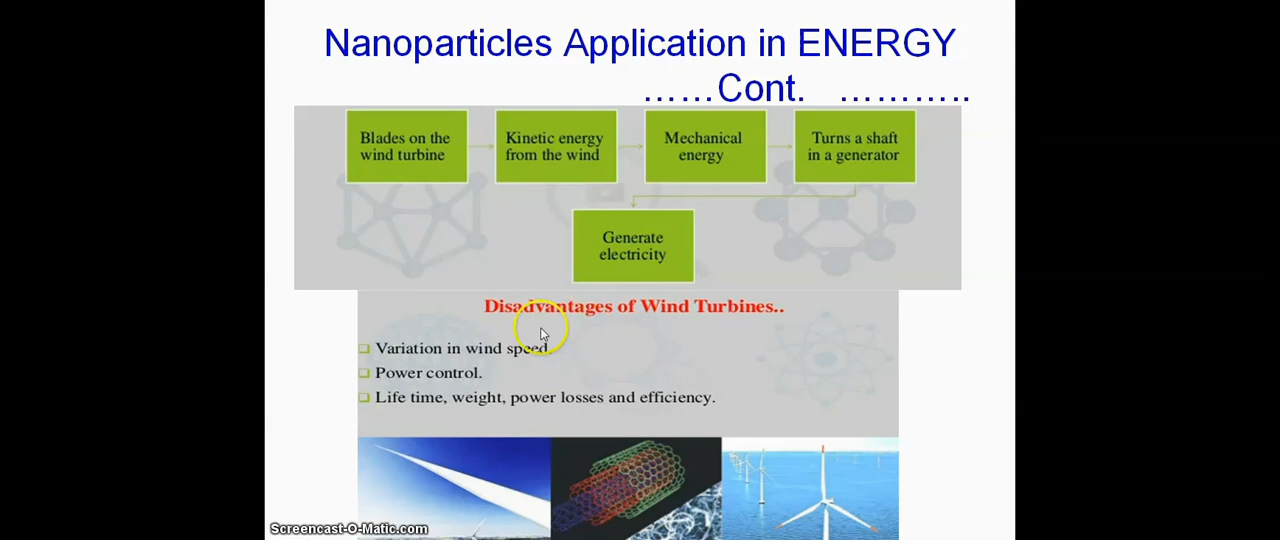 Nanoparticles Application in ENERGY
……Cont. ………..
Blades on the
wind turbine
Kinetic energy
from the wind
Mechanical
energy
Turns a shaft
in a generator
Generate
electricity
Disadvantages of Wind Turbines..
Variation in wind speed.
Power control.
Life time, weight, power losses and efficiency.
Screencast-O-Matic.com